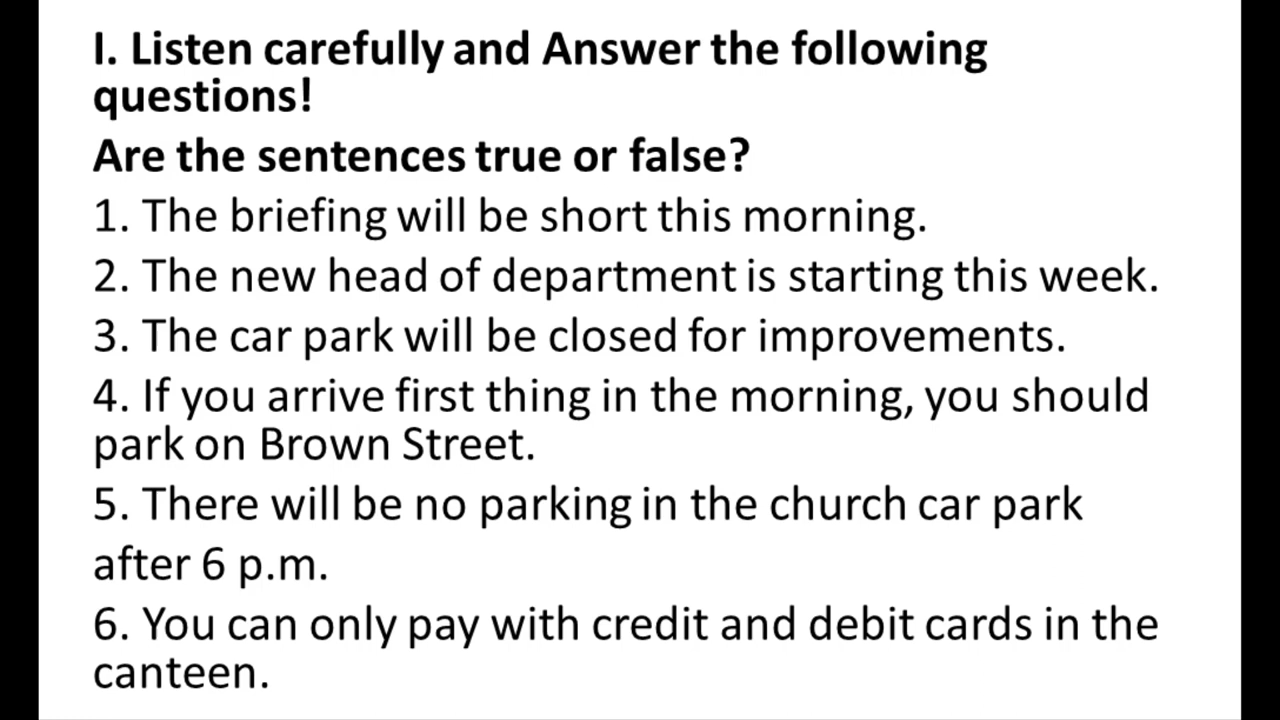 I. Listen carefully and Answer the following
questions!
Are the sentences true or false?
1. The briefing will be short this morning.
2. The new head of department is starting this week.
3. The car park will be closed for improvements.
4. If you arrive first thing in the morning, you should
park on Brown Street.
5. There will be no parking in the church car park
after 6 p.m.
6. You can only pay with credit and debit cards in the
canteen.